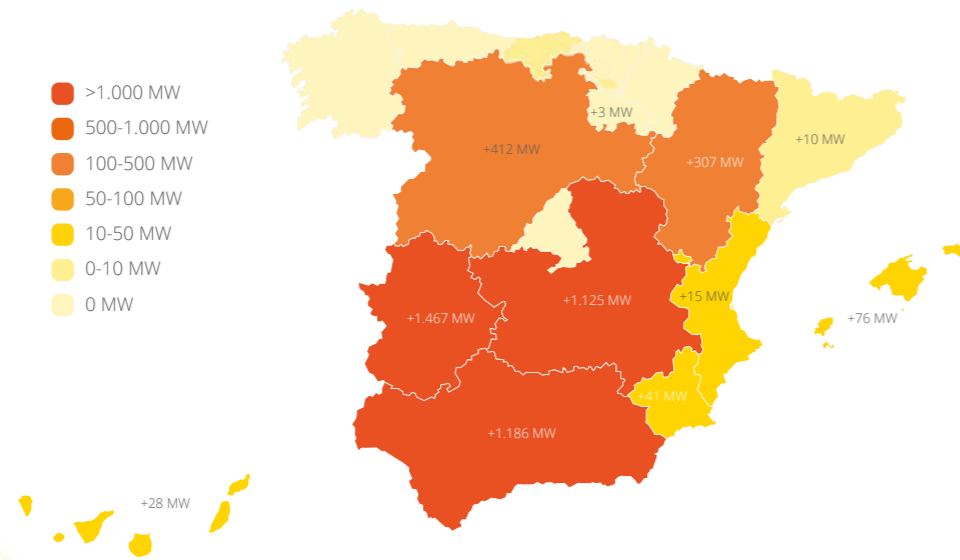 >1.000 MW
500-1.000 MW
100-500 MW
50-100 MW
10-50 MW
0-10 MW
0 MW
+3 MW
+412 MW
+307 MW
+10 MW
+1.125 MW
+15 MW
+1.467 MW
+76 MW
+41 MW
+1.186 MW
+28 MW